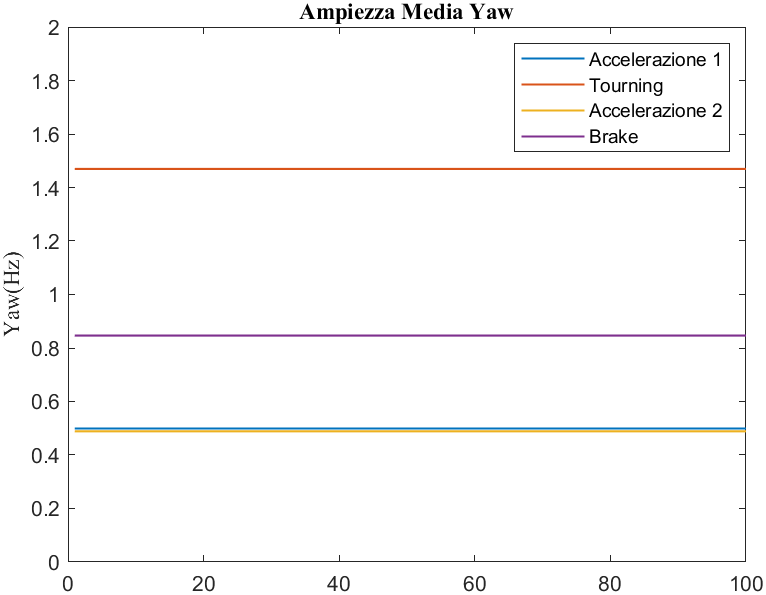 Ampiezza Media Yaw
2
1.8
1.6
1.4
1.2
1
0.8
0.6
0.4
0.2
0
Yaw(Hz)
Accelerazione 1
Tourning
Accelerazione 2
Brake
0 20 40 60 80 100